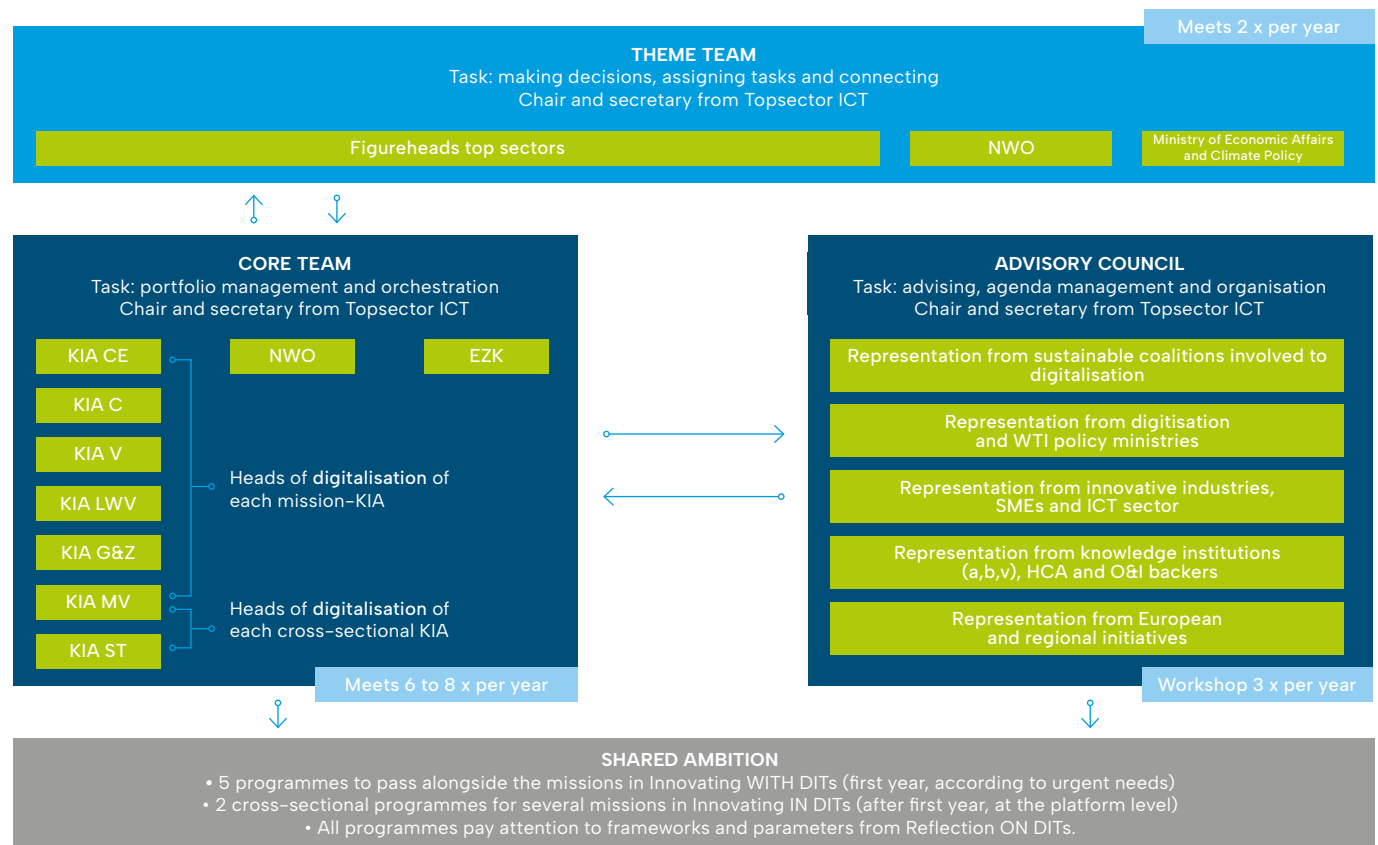 Meets 2 x per year
THEME TEAM
Task: making decisions, assigning tasks and connecting
Chair and secretary from Topsector ICT
Figureheads top sectors
NWO
Ministry of Economic Affairs
and Climate Policy
CORE TEAM
Task: portfolio management and orchestration
Chair and secretary from Topsector ICT
KIA CE
NWO
EZK
KIA C
KIA V
KIA LWV
KIA G&Z
KIA MV
KIA ST
Heads of digitalisation of
each mission-KIA
Heads of digitalisation of
each cross-sectional KIA
Meets 6 to 8 x per year
ADVISORY COUNCIL
Task: advising, agenda management and organisation
Chair and secretary from Topsector ICT
Representation from sustainable coalitions involved to
digitalisation
Representation from digitisation
and WTI policy ministries
Representation from innovative industries,
SMEs and ICT sector
Representation from knowledge institutions
(a,b,v), HCA and O&I backers
Representation from European
and regional initiatives
Workshop 3 x per year
SHARED AMBITION
• 5 programmes to pass alongside the missions in Innovating WITH DITs (first year, according to urgent needs)
• 2 cross-sectional programmes for several missions in Innovating IN DITs (after first year, at the platform level)
• All programmes pay attention to frameworks and parameters from Reflection ON DITs.